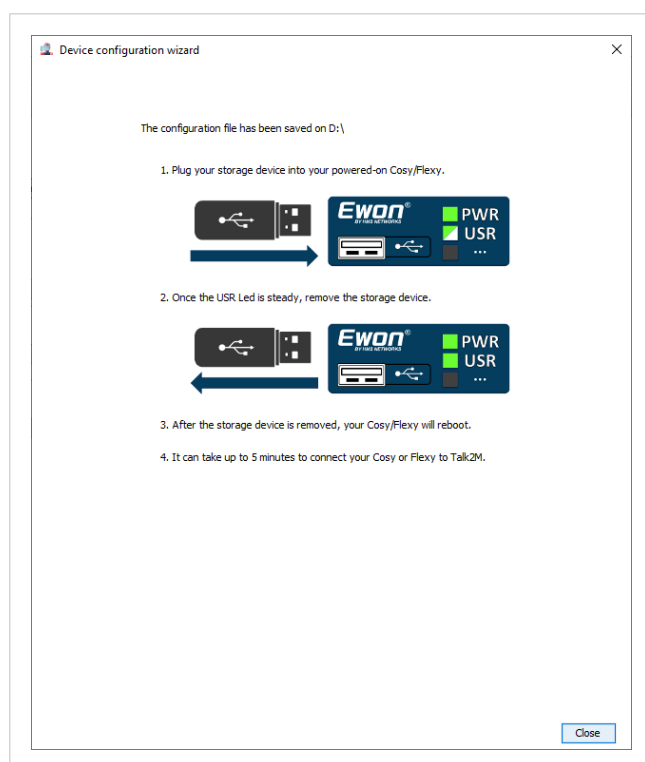 Device configuration wizard
The configuration file has been saved on D:\
1. Plug your storage device into your powered-on Cosy/Flexy.
Ewon®
BY HMS NETWORKS
PWR
USR
...
2. Once the USR Led is steady, remove the storage device.
Ewon®
BY HMS NETWORKS
PWR
USR
...
3. After the storage device is removed, your Cosy/Flexy will reboot.
4. It can take up to 5 minutes to connect your Cosy or Flexy to Talk2M.
Close